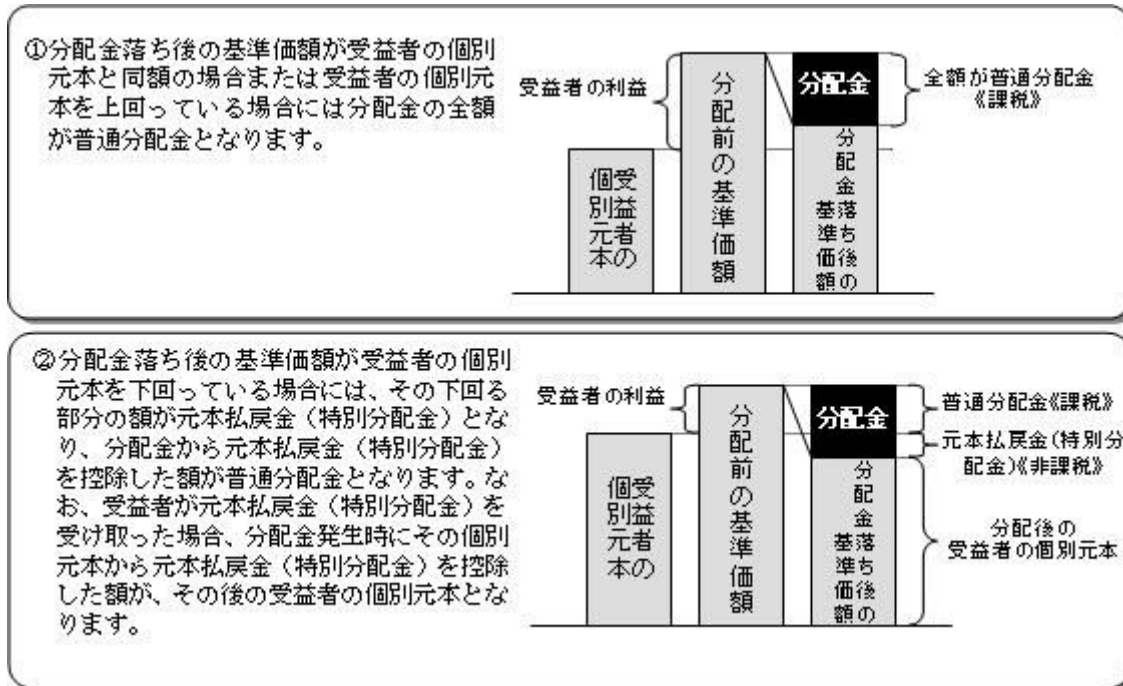 ①分配金落ち後の基準価額が受益者の個別
元本と同額の場合または受益者の個別元
本を上回っている場合には分配金の全額
が普通分配金となります。
受益者の利益
受益者の
個別元本
分配前の基準価額
分配金
分配金落ち後の
基準価額
全額が普通分配金
《課税》
②分配金落ち後の基準価額が受益者の個別
元本を下回っている場合には、その下回る
部分の額が元本払戻金（特別分配金）とな
り、分配金から元本払戻金（特別分配金）
を控除した額が普通分配金となります。な
お、受益者が元本払戻金（特別分配金）を
受け取った場合、分配金発生時にその個別
元本から元本払戻金（特別分配金）を控除
した額が、その後の受益者の個別元本とな
ります。
受益者の利益
受益者の
個別元本
分配前の基準価額
分配金
分配金落ち後の
基準価額
普通分配金《課税》
元本払戻金(特別分
配金)《非課税》
分配後の
受益者の個別元本